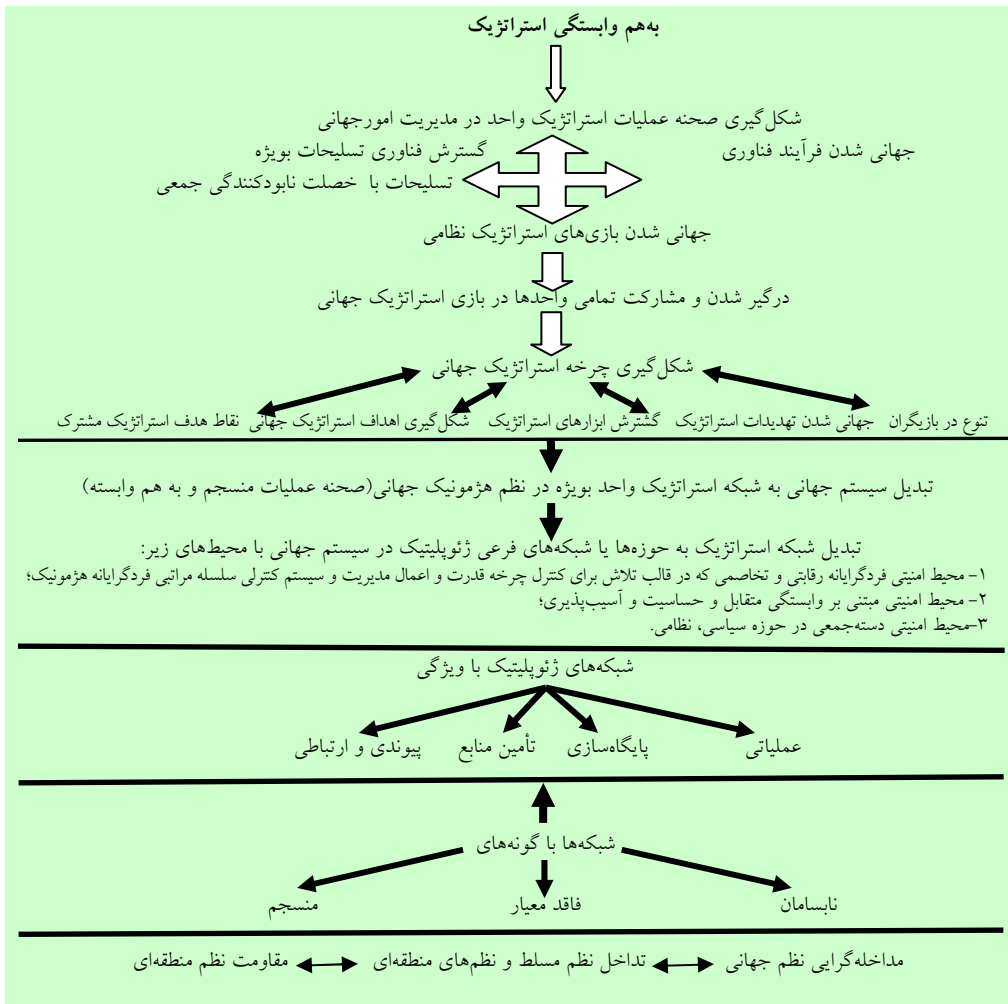 به‌هم وابستگی استراتژیک
شکل‌گیری صحنه عملیات استراتژیک واحد در مدیریت امورجهانی
جهانی شدن فرآیند فناوری
گسترش فناوری تسلیحات بویژه
تسلیحات با خصلت نابودکنندگی جمعی
جهانی شدن بازی‌های استراتژیک نظامی
درگیر شدن و مشارکت تمامی واحدها در بازی استراتژیک جهانی
شکل‌گیری چرخه استراتژیک جهانی
تنوع در بازیگران جهانی شدن تهدیدات استراتژیک گشترش ابزارهای استراتژیک شکل‌گیری اهداف استراتژیک جهانی نقاط هدف استراتژیک مشترک
تبدیل سیستم جهانی به شبکه استراتژیک واحد بویژه در نظم هژمونیک جهانی(صحنه عملیات منسجم و به هم وابسته)
تبدیل شبکه استراتژیک به حوزه‌ها یا شبکه‌های فرعی ژئوپلیتیک در سیستم جهانی با محیط‌های زیر:
۱- محیط امنیتی فردگرایانه رقابتی و تخاصمی که در قالب تلاش برای کنترل چرخه قدرت و اعمال مدیریت و سیستم کنترلی سلسله مراتبی فردگرایانه هژمونیک؛
۲- محیط امنیتی مبتنی بر وابستگی متقابل و حساسیت و آسیب‌پذیری؛
۳-محیط امنیتی دسته‌جمعی در حوزه سیاسی، نظامی.
شبکه‌های ژئوپلیتیک با ویژگی
عملیاتی پایگاه‌سازی تأمین منابع پیوندی و ارتباطی
شبکه‌ها با گونه‌های
نابسامان فاقد معیار منسجم
مداخله‌گرایی نظم جهانی تداخل نظم مسلط و نظم‌های منطقه‌ای مقاومت نظم منطقه‌ای